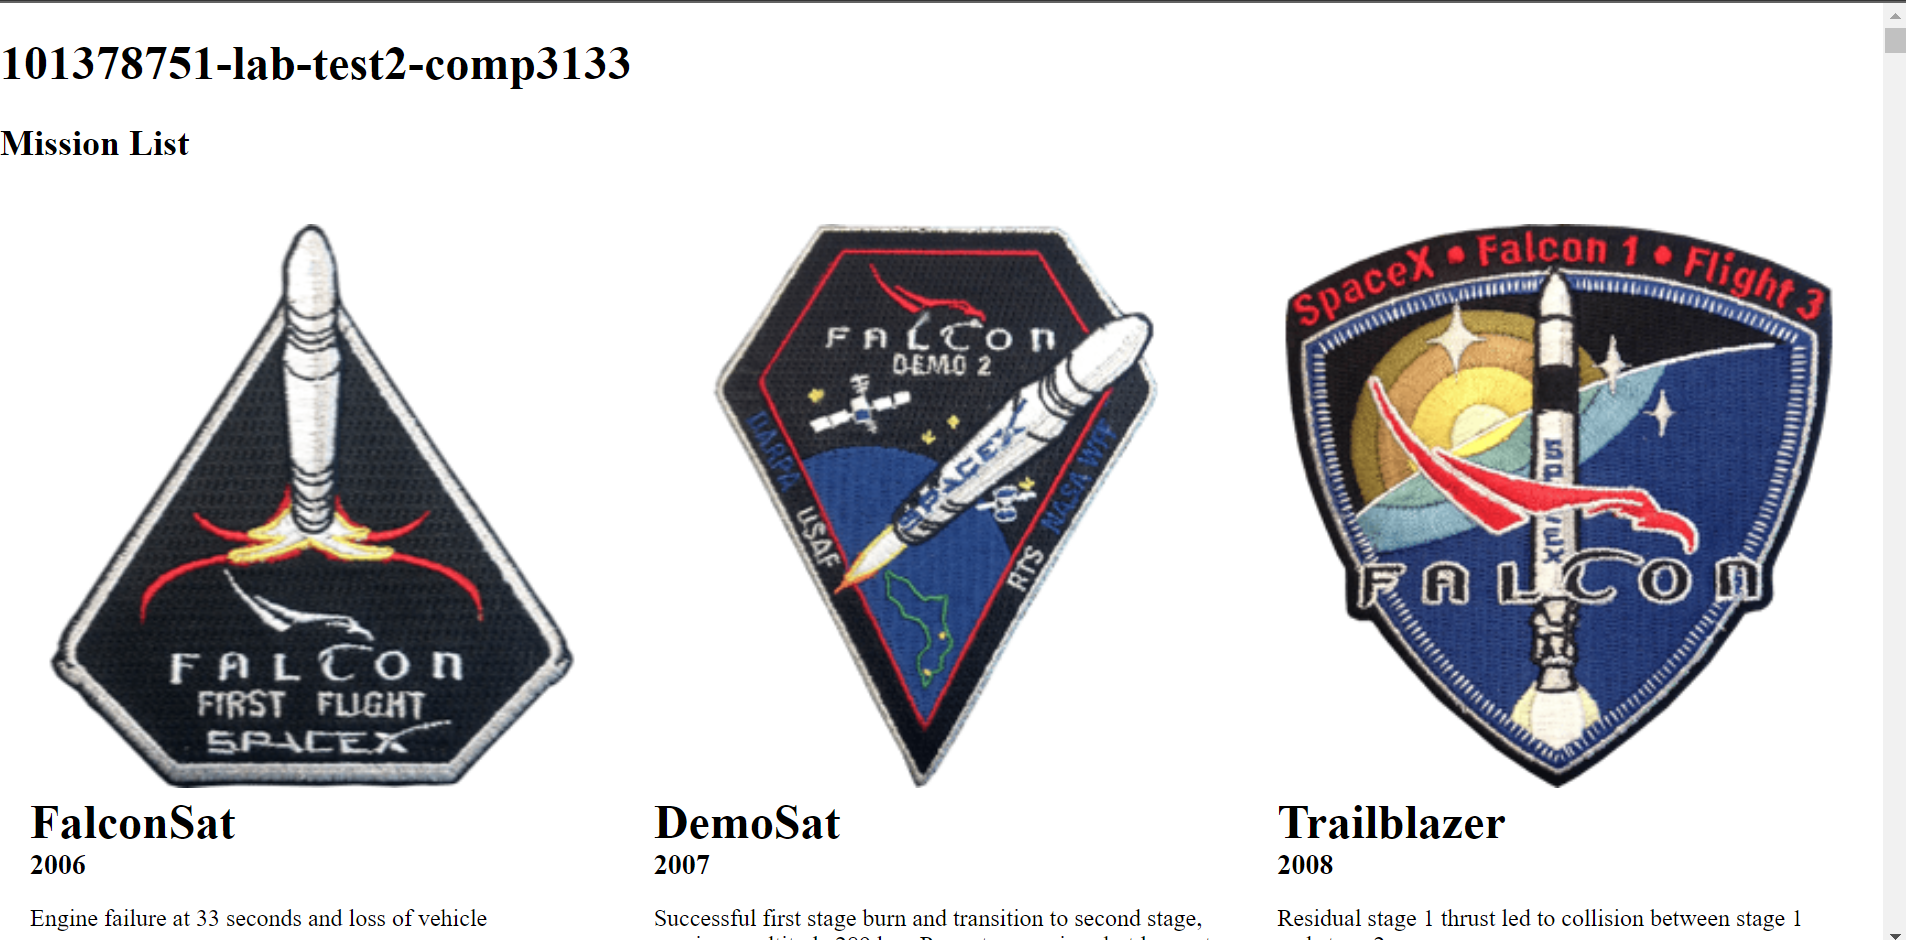 101378751-lab-test2-comp3133
Mission List
FALCON
FIRST FLIGHT
SPACEX
FalconSat
2006
Engine failure at 33 seconds and loss of vehicle
FALCON
DEMO 2
DARPA USAF
SPACEX
RTS NASA WFF
DemoSat
2007
Successful first stage burn and transition to second stage,
SpaceX • Falcon 1 • Flight 3
SPACEX
FALCON
Trailblazer
2008
Residual stage 1 thrust led to collision between stage 1